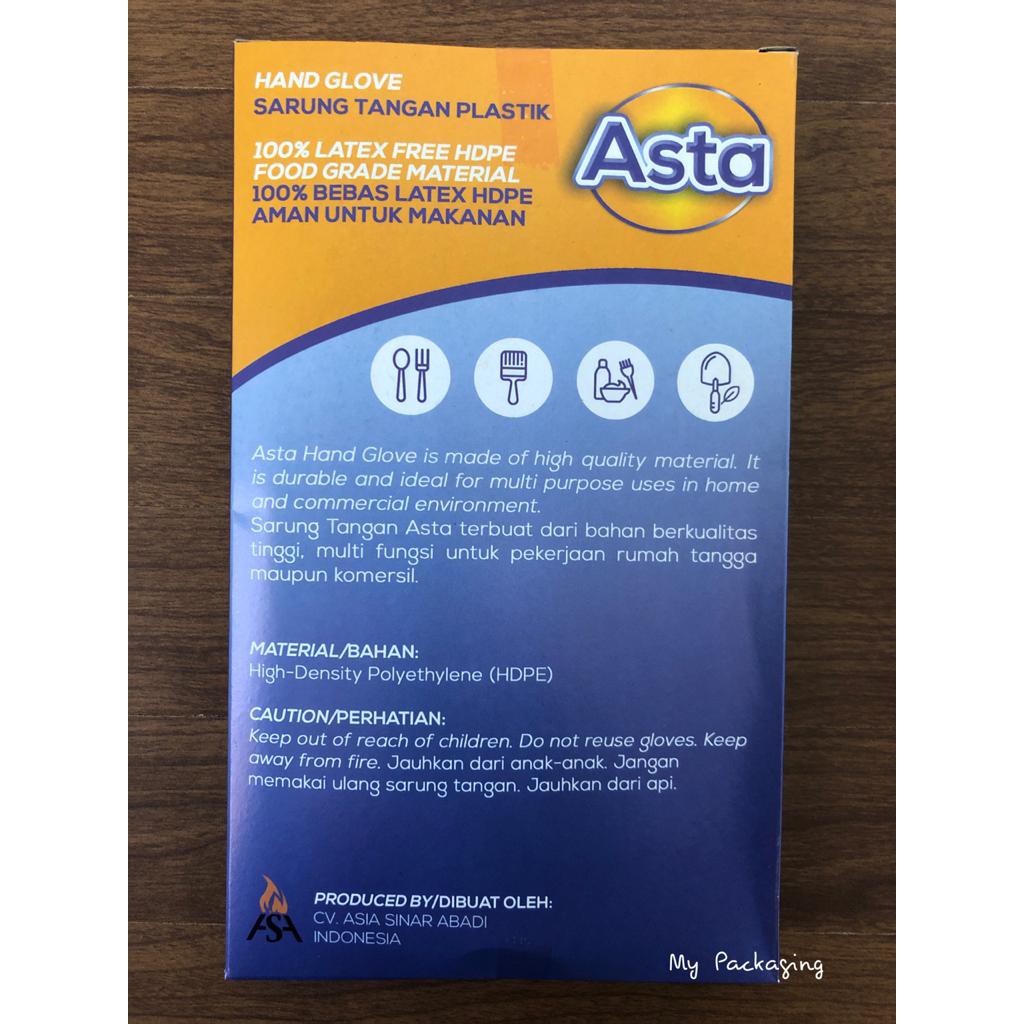 HAND GLOVE
SARUNG TANGAN PLASTIK
100% LATEX FREE HDPE
FOOD GRADE MATERIAL
100% BEBAS LATEX HDPE
AMAN UNTUK MAKANAN
Asta
Asta Hand Glove is made of high quality material. It
is durable and ideal for multi purpose uses in home
and commercial environment.
Sarung Tangan Asta terbuat dari bahan berkualitas
tinggi, multi fungsi untuk pekerjaan rumah tangga
maupun komersil.
MATERIAL/BAHAN:
High-Density Polyethylene (HDPE)
CAUTION/PERHATIAN:
Keep out of reach of children. Do not reuse gloves. Keep
away from fire. Jauhkan dari anak-anak. Jangan
memakai ulang sarung tangan. Jauhkan dari api.
ASA
PRODUCED BY/DIBUAT OLEH:
CV. ASIA SINAR ABADI
INDONESIA
My Packaging